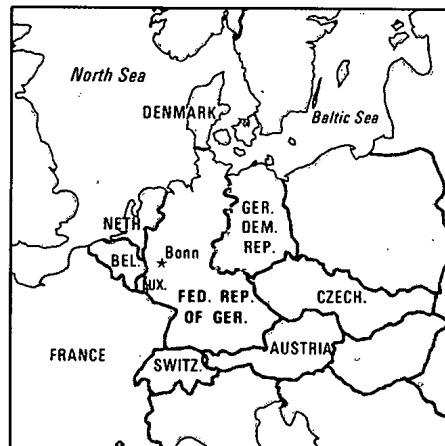 North Sea
DENMARK
Baltic Sea
NETH.
GER.
DEM.
REP.
BEL.
Bonn
LUX.
FED. REP.
OF GER.
CZECH.
FRANCE
SWITZ.
AUSTRIA